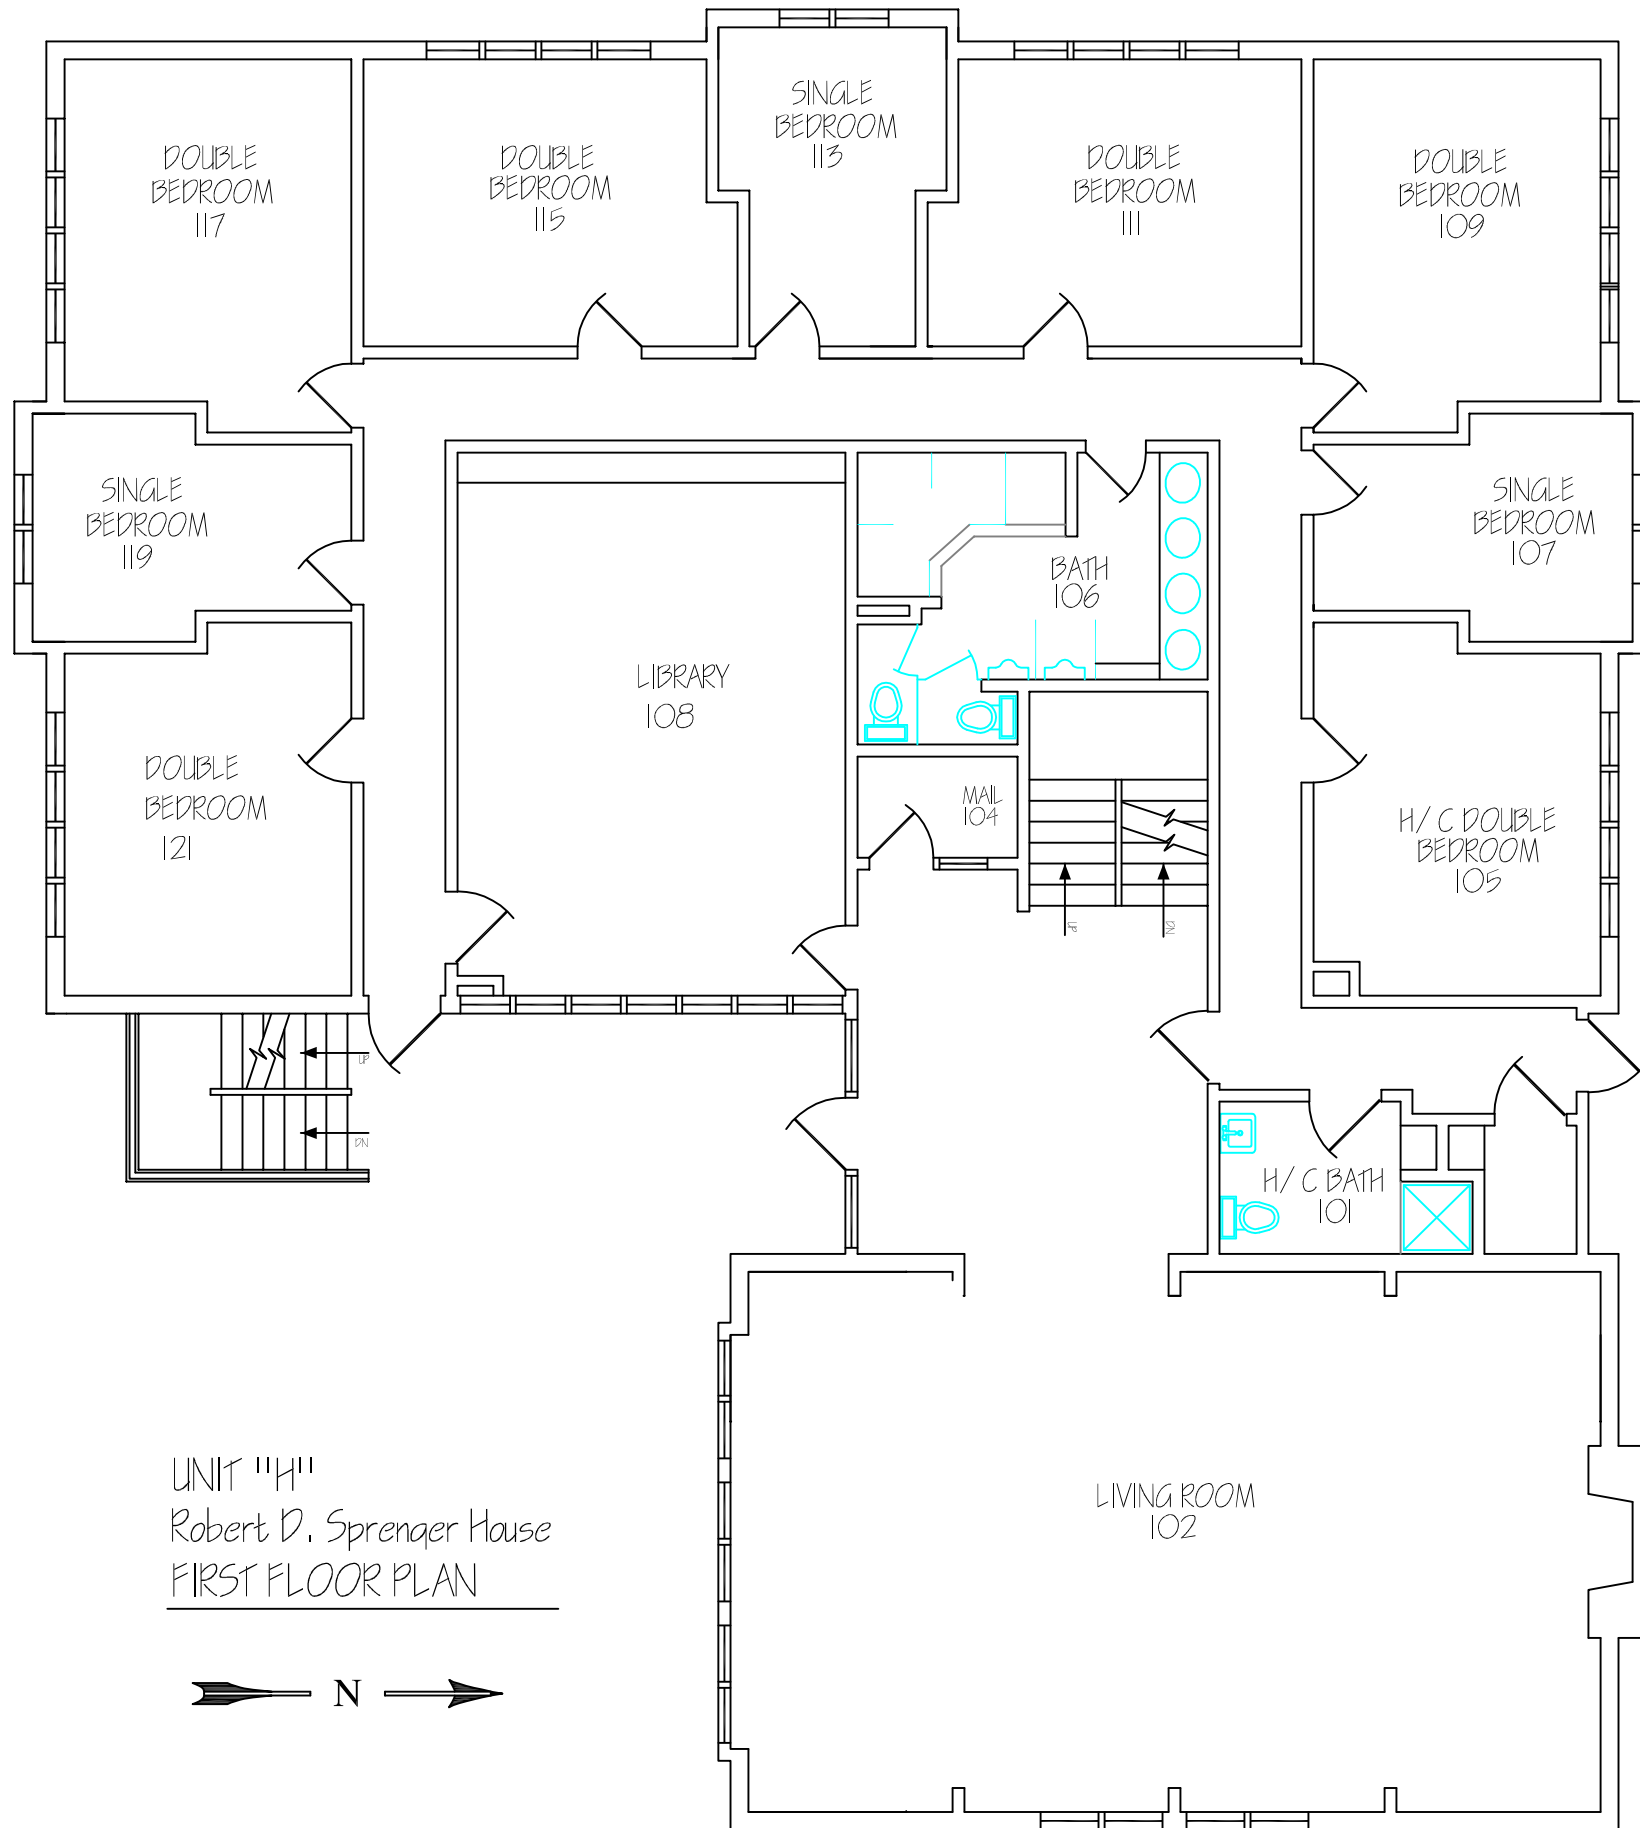 SINGLE
BEDROOM
113
DOUBLE
BEDROOM
117
DOUBLE
BEDROOM
115
DOUBLE
BEDROOM
111
DOUBLE
BEDROOM
109
SINGLE
BEDROOM
119
SINGLE
BEDROOM
107
BATH
106
LIBRARY
108
DOUBLE
BEDROOM
121
MAIL
104
H/C DOUBLE
BEDROOM
105
UP
DN
UP
DN
H/C BATH
101
LIVING ROOM
102
UNIT "H"
Robert D. Sprenger House
FIRST FLOOR PLAN
N